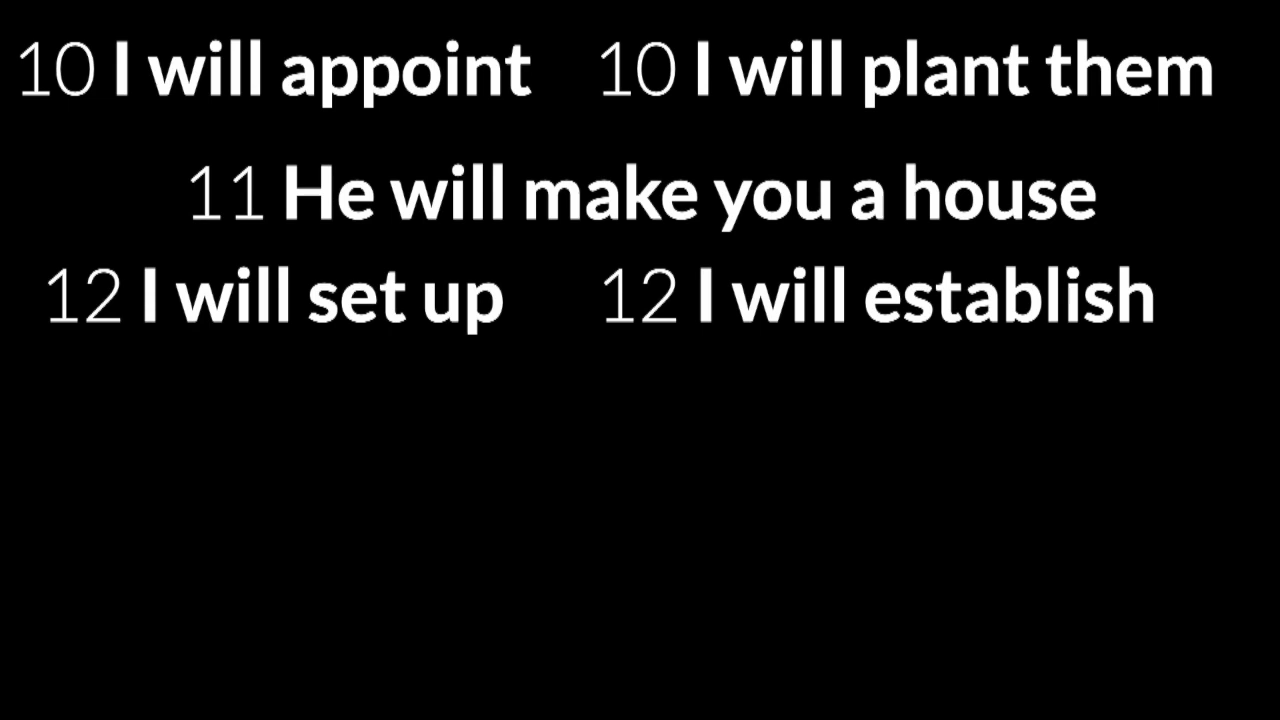 10 I will appoint 10 I will plant them
11 He will make you a house
12 I will set up 12 I will establish